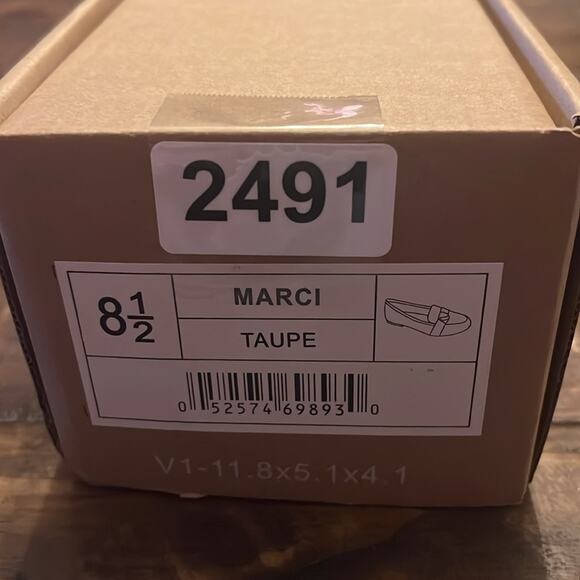 2491
8½
MARCI
TAUPE
0 52574 69893 0
V1-11.8x5.1x4.1